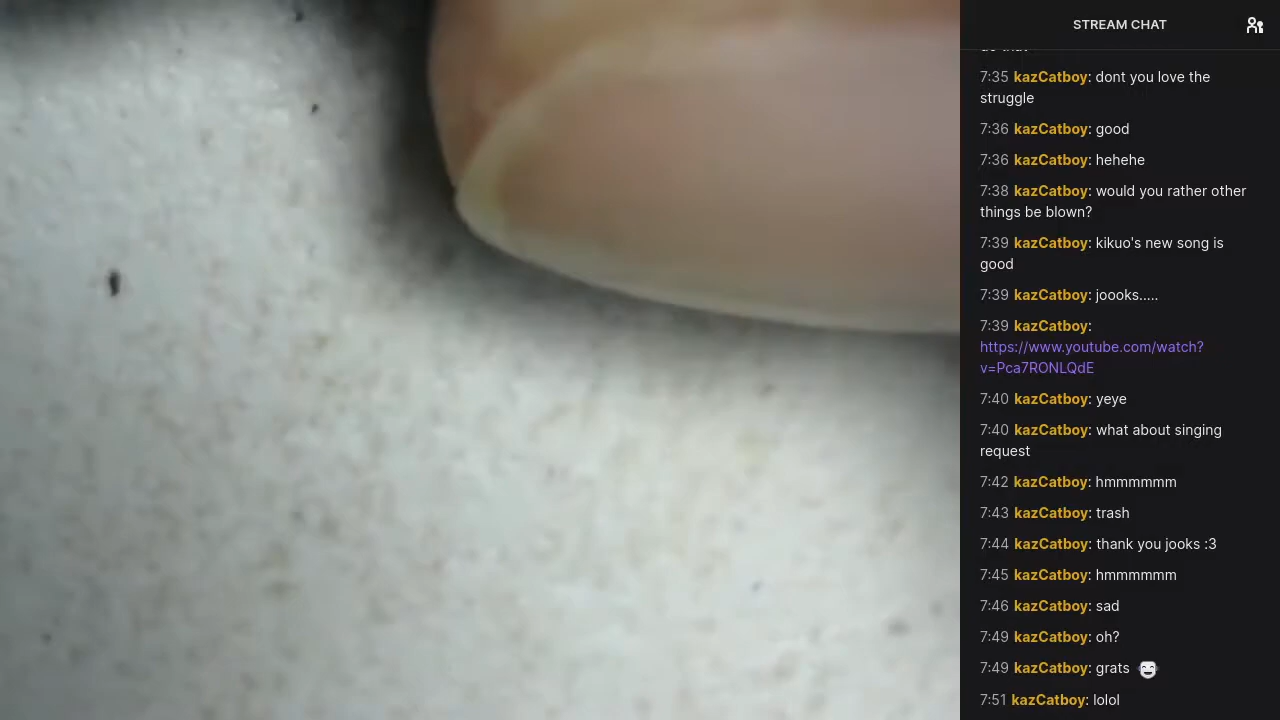 STREAM CHAT
7:35 kazCatboy: dont you love the
struggle
7:36 kazCatboy: good
7:36 kazCatboy: hehehe
7:38 kazCatboy: would you rather other
things be blown?
7:39 kazCatboy: kikuo's new song is
good
7:39 kazCatboy: joooks.....
7:39 kazCatboy:
https://www.youtube.com/watch?
v=Pca7RONLQdE
7:40 kazCatboy: yeye
7:40 kazCatboy: what about singing
request
7:42 kazCatboy: hmmmmmm
7:43 kazCatboy: trash
7:44 kazCatboy: thank you jooks :3
7:45 kazCatboy: hmmmmmm
7:46 kazCatboy: sad
7:49 kazCatboy: oh?
7:49 kazCatboy: grats
7:51 kazCatboy: lolol